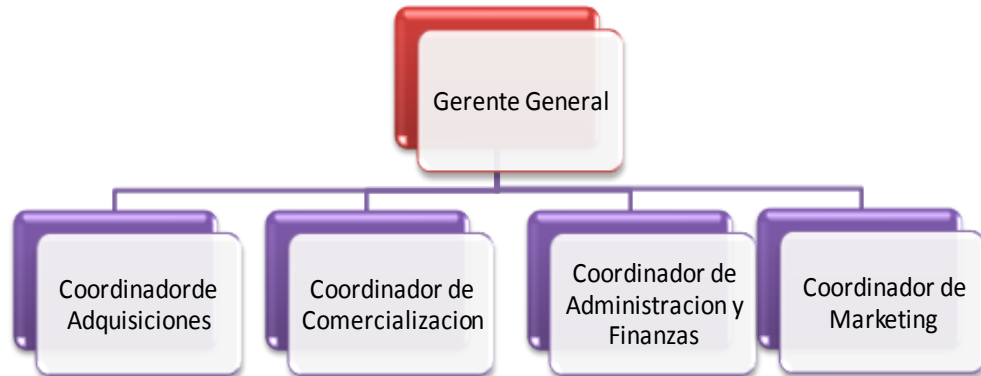 Gerente General
Coordinadorde
Adquisiciones
Coordinador de
Comercializacion
Coordinador de
Administracion y
Finanzas
Coordinador de
Marketing